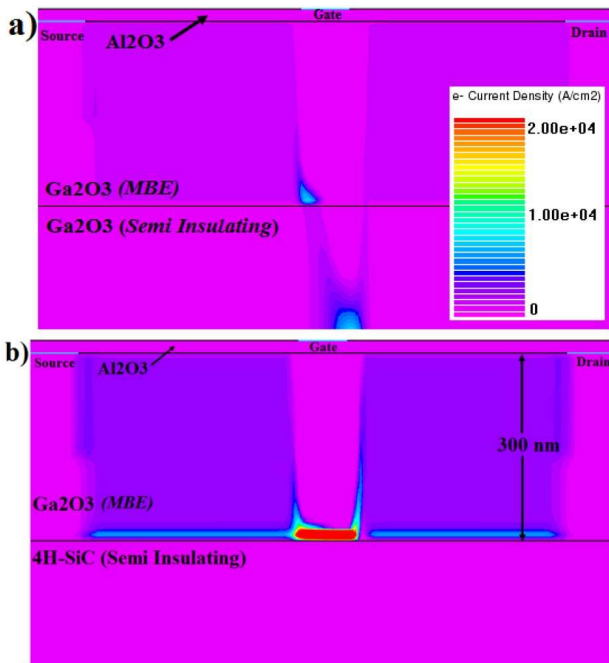 a)
Gate
Source
Drain
Al2O3
e- Current Density (A/cm2)
2.00e+04
1.00e+04
0
Ga2O3 (MBE)
Ga2O3 (Semi Insulating)
b)
Gate
Source
Drain
Al2O3
300 nm
Ga2O3 (MBE)
4H-SiC (Semi Insulating)